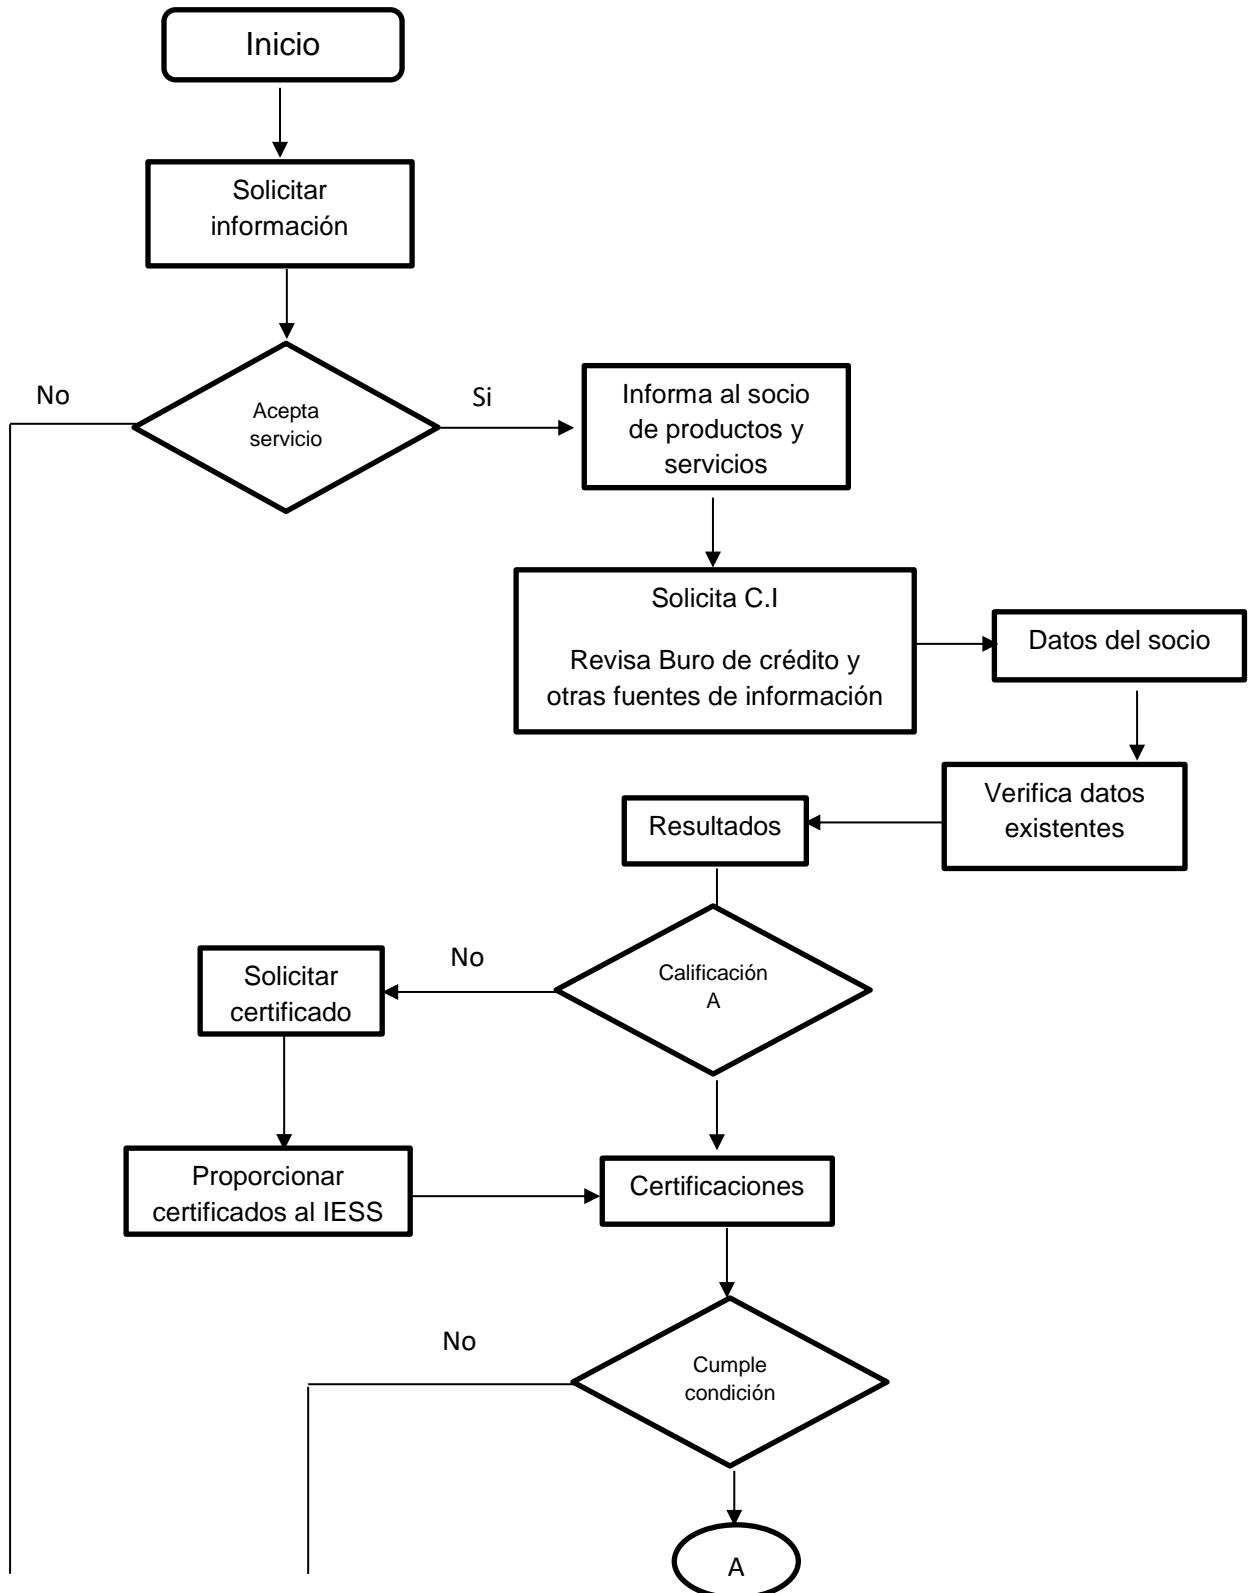 Inicio
Solicitar
información
No
Acepta
servicio
Si
Informa al socio
de productos y
servicios
Solicita C.I
Revisa Buro de crédito y
otras fuentes de información
Datos del socio
Verifica datos
existentes
Resultados
Calificación
A
No
Solicitar
certificado
Proporcionar
certificados al IESS
Certificaciones
No
Cumple
condición
A